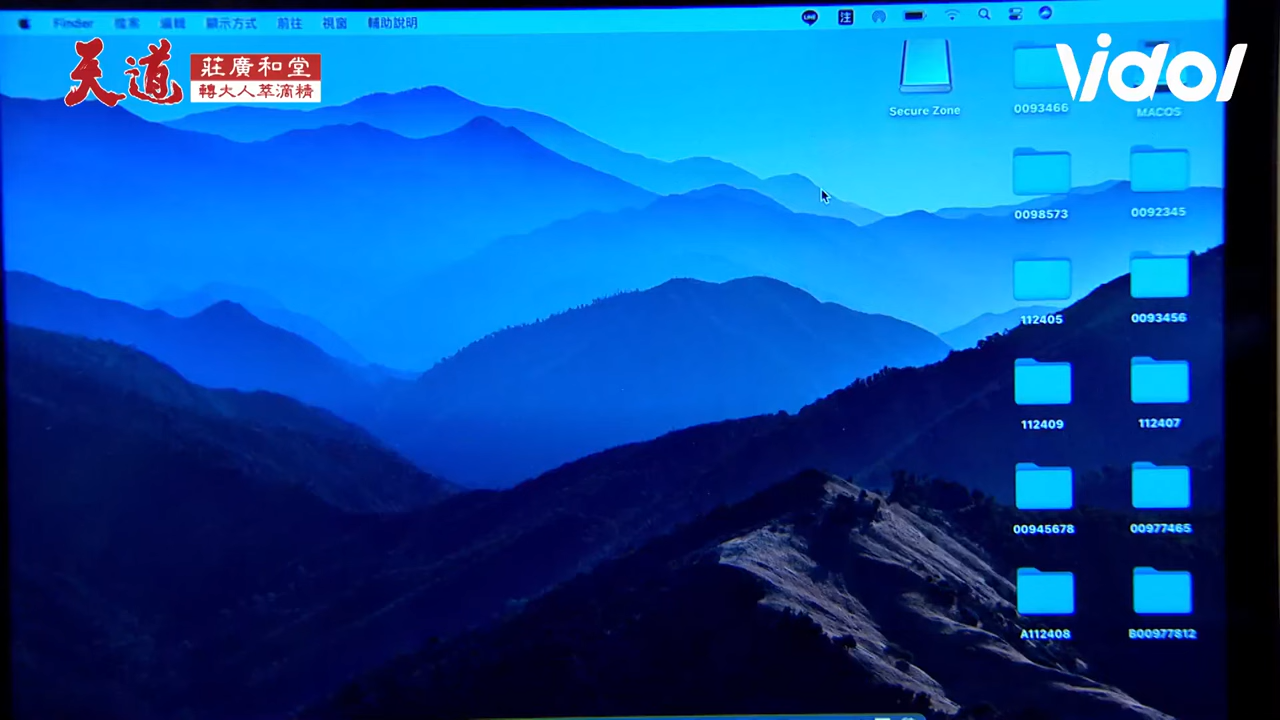 Finder 檔案 編輯 顯示方式 前往 視窗 輔助說明
LINE 注
天道
莊廣和堂
轉大人萃滴精
vidol
Secure Zone
0093466
MACOS
0098573
0092345
112405
0093456
112409
112407
00945678
00977465
A112408
B00977812